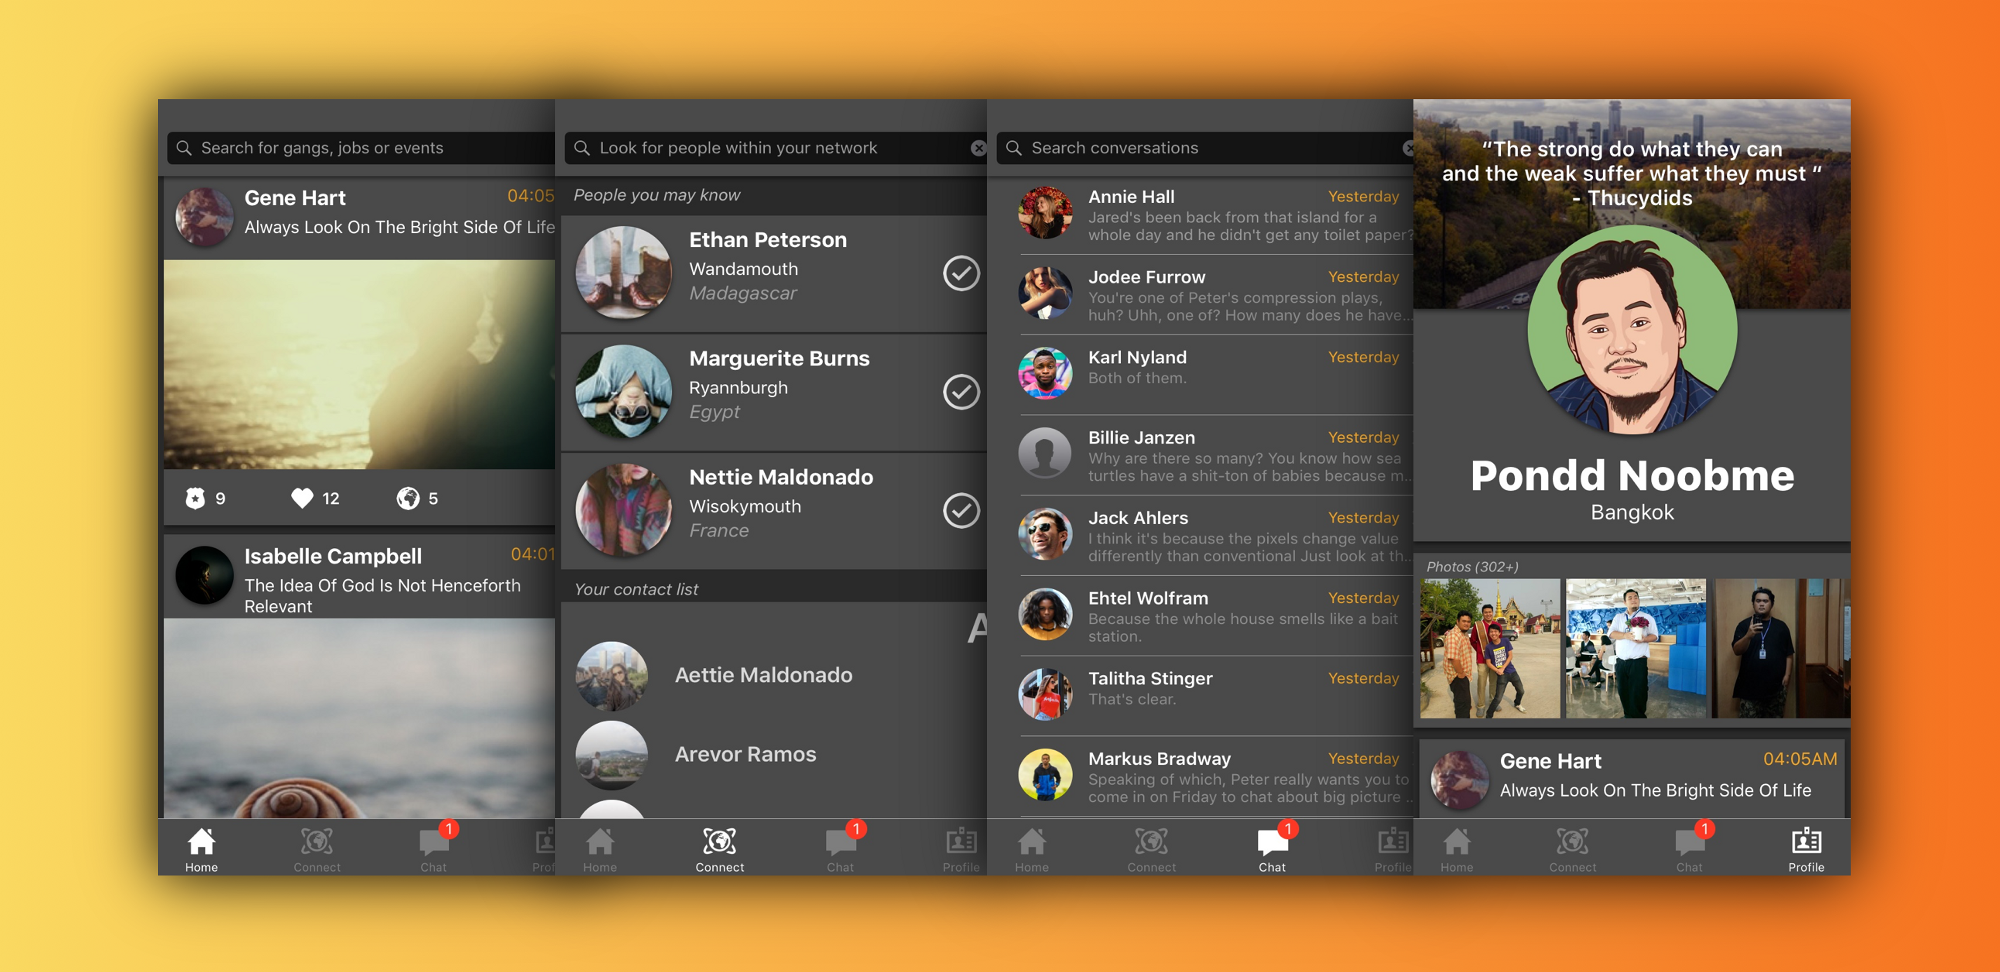 Search for gangs, jobs or events
Gene Hart
04:05
Always Look On The Bright Side Of Life
9
12
5
Isabelle Campbell
04:01
The Idea Of God Is Not Henceforth
Relevant
Home
Connect
Chat
1
Prof
Look for people within your network
People you may know
Ethan Peterson
Wandamouth
Madagascar
Marguerite Burns
Ryannburgh
Egypt
Nettie Maldonado
Wisokymouth
France
Your contact list
A
Aettie Maldonado
Arevor Ramos
Home
Connect
Chat
1
Profile
Search conversations
Annie Hall
Yesterday
Jared's been back from that island for a
whole day and he didn't get any toilet paper?
Jodee Furrow
Yesterday
You're one of Peter's compression plays,
huh? Uhh, one of? How many does he have...
Karl Nyland
Yesterday
Both of them.
Billie Janzen
Yesterday
Why are there so many? You know how sea
turtles have a shit-ton of babies because m...
Jack Ahlers
Yesterday
I think it's because the pixels change value
differently than conventional Just look at th...
Ehtel Wolfram
Yesterday
Because the whole house smells like a bait
station.
Talitha Stinger
Yesterday
That's clear.
Markus Bradway
Yesterday
Speaking of which, Peter really wants you to
come in on Friday to chat about big picture ...
Home
Connect
Chat
1
Profile
“The strong do what they can
and the weak suffer what they must “
- Thucydids
Pondd Noobme
Bangkok
Photos (302+)
Gene Hart
04:05AM
Always Look On The Bright Side Of Life
Home
Connect
Chat
1
Profile